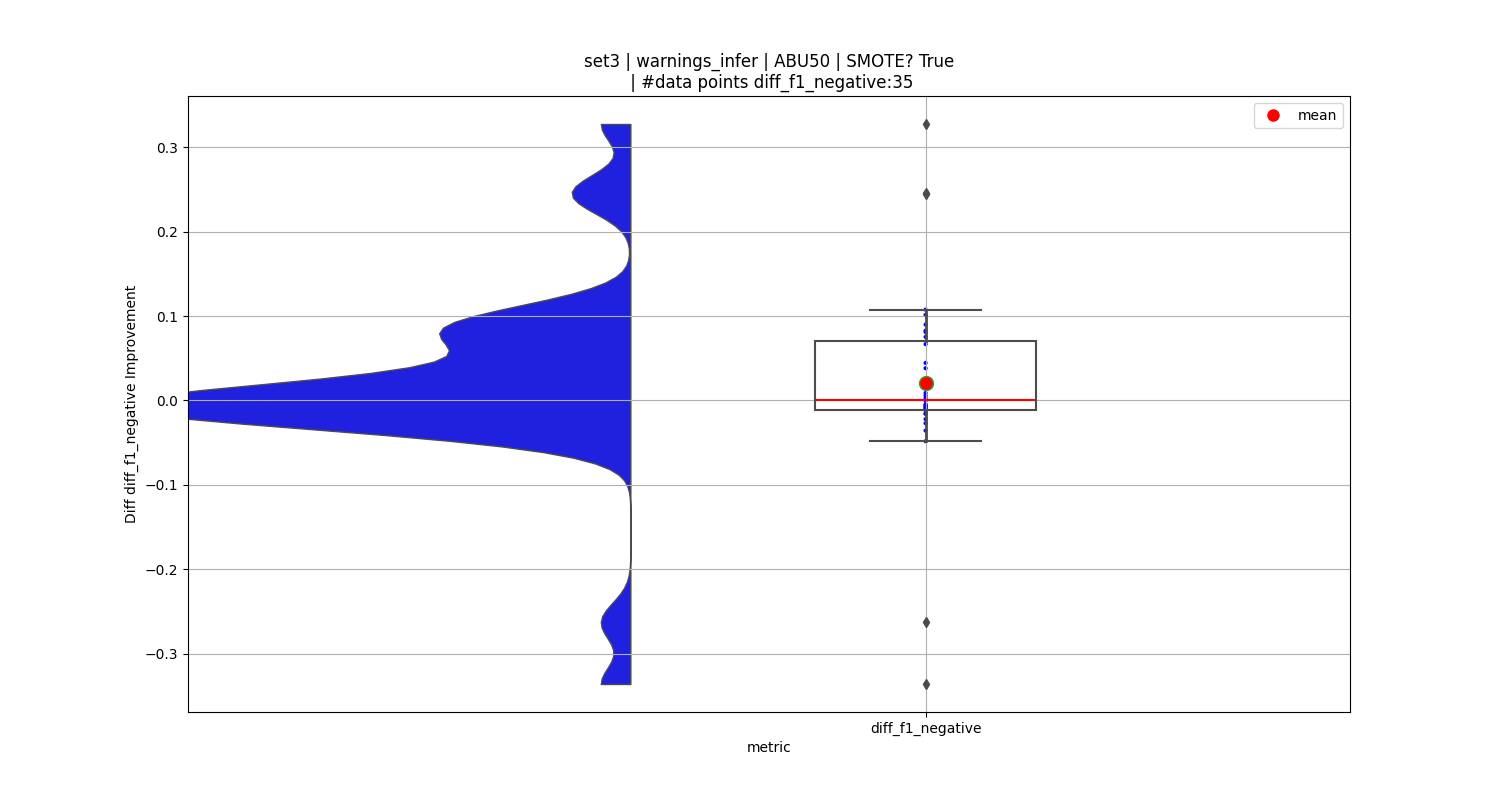 set3 | warnings_infer | ABU50 | SMOTE? True
| #data points diff_f1_negative:35
mean
0.3
0.2
0.1
0.0
−0.1
−0.2
−0.3
Diff diff_f1_negative Improvement
diff_f1_negative
metric